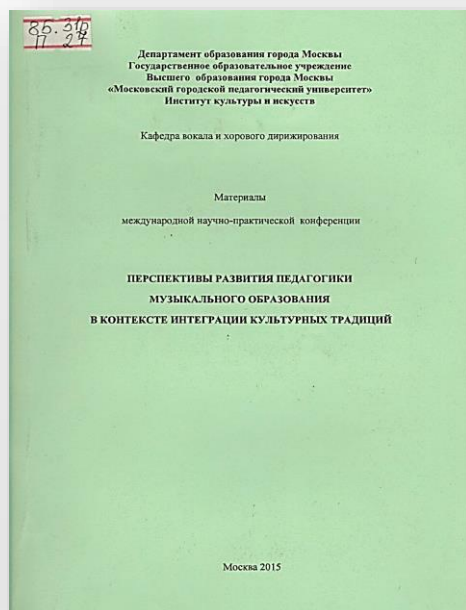 85.31р
П 27
Департамент образования города Москвы
Государственное образовательное учреждение
Высшего образования города Москвы
«Московский городской педагогический университет»
Институт культуры и искусств
Кафедра вокала и хорового дирижирования
Материалы
международной научно-практической конференции
ПЕРСПЕКТИВЫ РАЗВИТИЯ ПЕДАГОГИКИ
МУЗЫКАЛЬНОГО ОБРАЗОВАНИЯ
В КОНТЕКСТЕ ИНТЕГРАЦИИ КУЛЬТУРНЫХ ТРАДИЦИЙ
Москва 2015